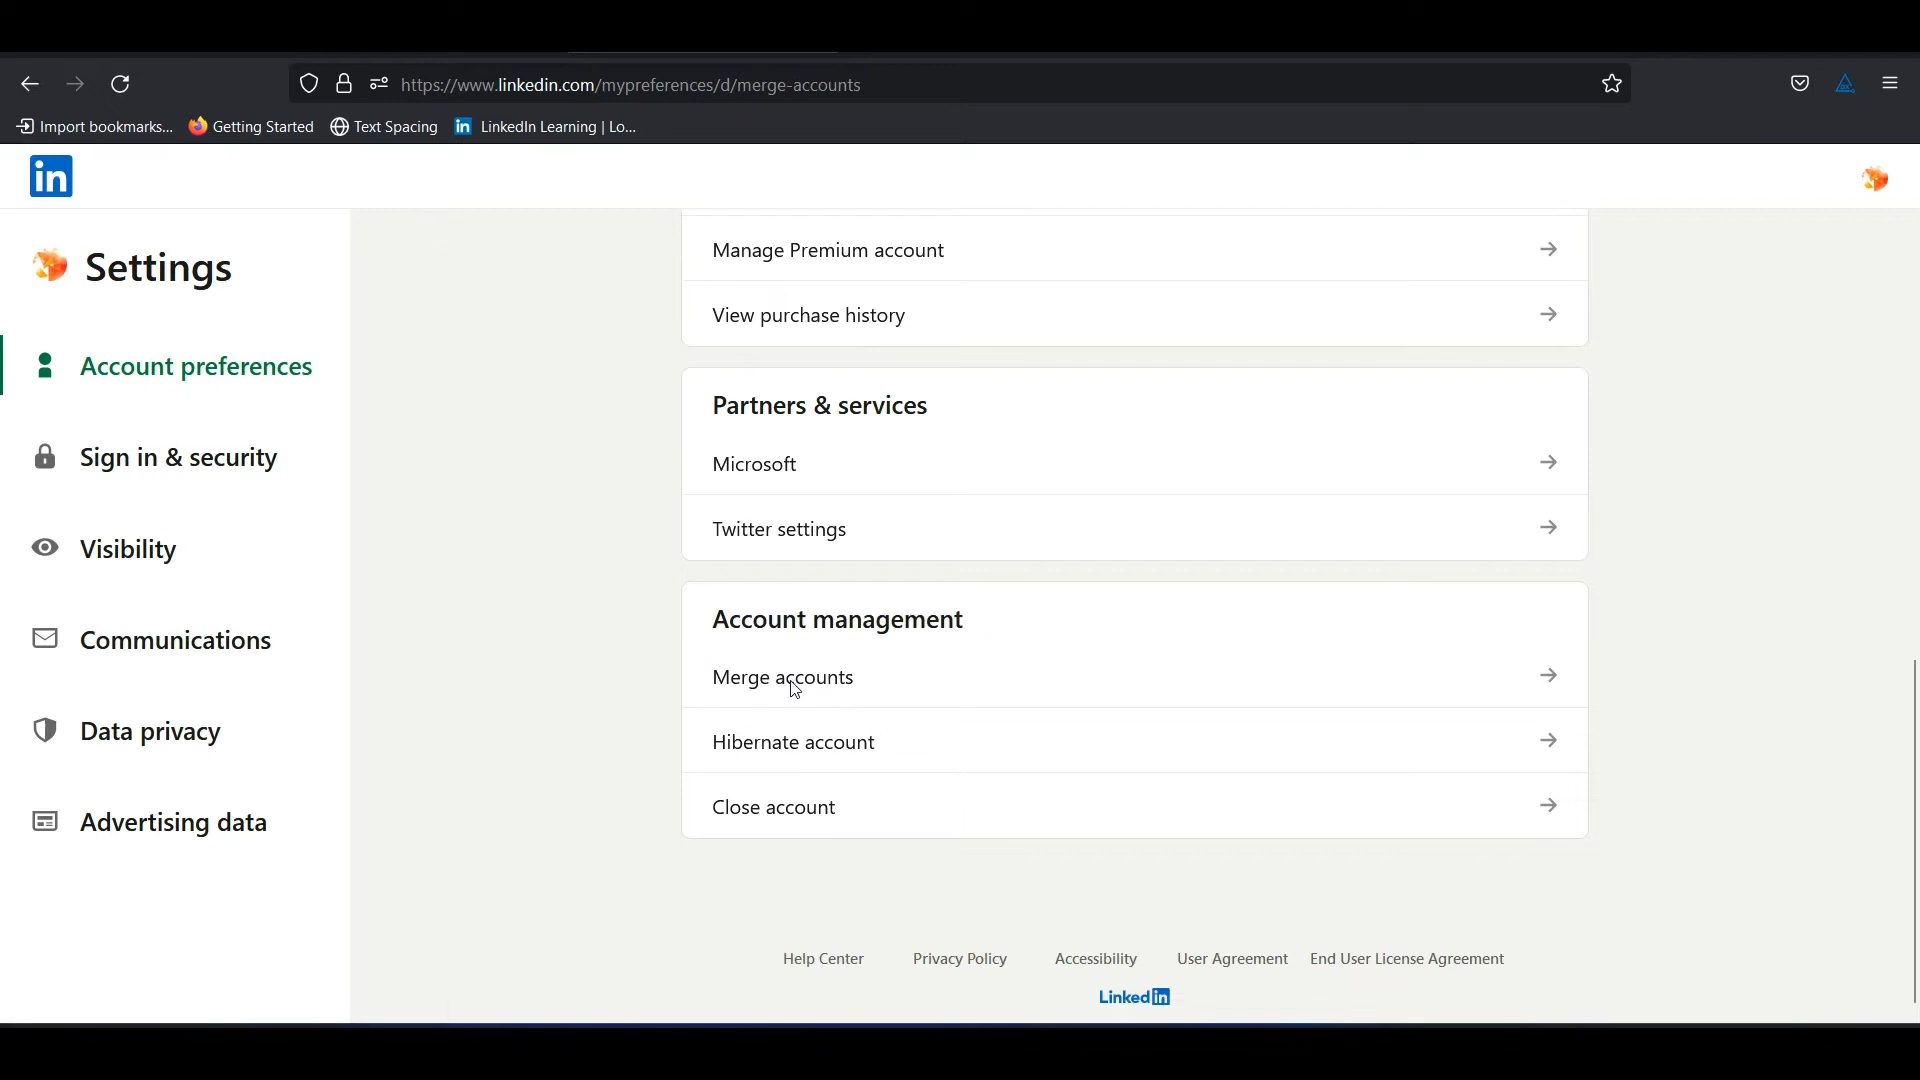 https://www.linkedin.com/mypreferences/d/merge-accounts
Import bookmarks... Getting Started Text Spacing in LinkedIn Learning | Lo...
in
Settings
Account preferences
Sign in & security
Visibility
Communications
Data privacy
Advertising data
Manage Premium account
View purchase history
Partners & services
Microsoft
Twitter settings
Account management
Merge accounts
Hibernate account
Close account
Help Center Privacy Policy Accessibility User Agreement End User License Agreement
LinkedIn